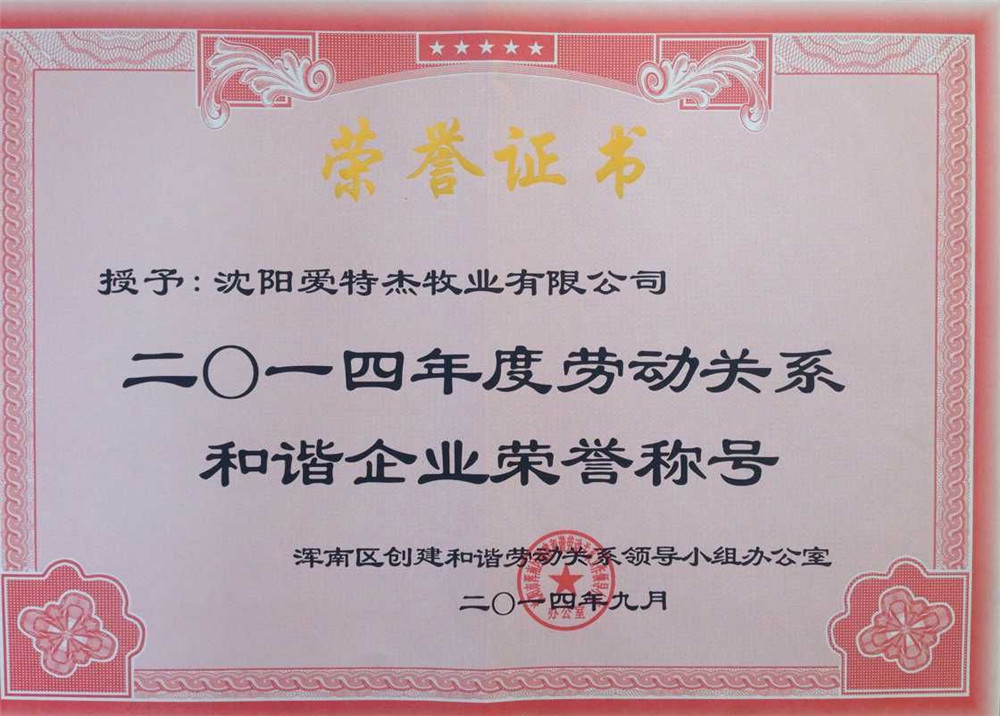 荣誉证书
授予：沈阳爱特杰牧业有限公司
二〇一四年度劳动关系
和谐企业荣誉称号
浑南区创建和谐劳动关系领导小组办公室
二〇一四年九月
办公室